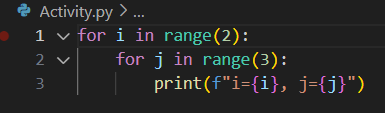 Activity.py > ...
1 for i in range(2):
2     for j in range(3):
3         print(f"i={i}, j={j}")